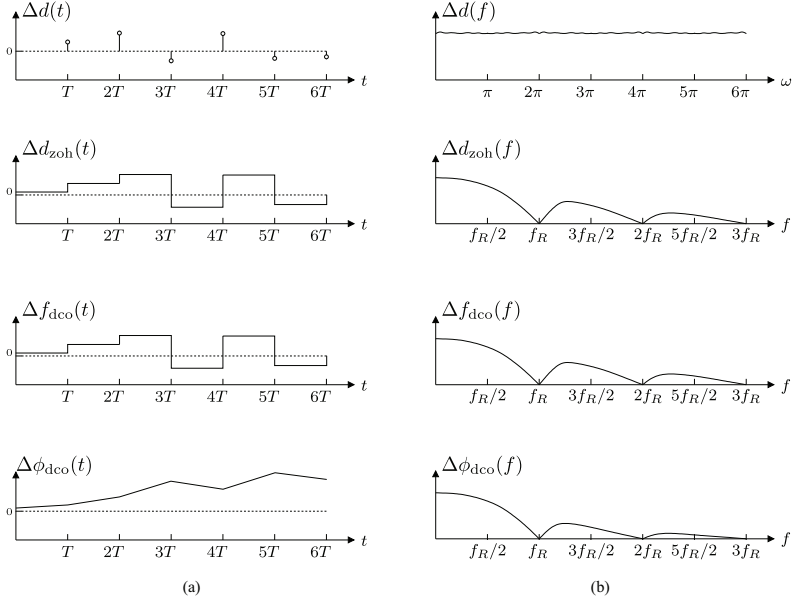 Δd(t)
0
T 2T 3T 4T 5T 6T t
Δd(f)
π 2π 3π 4π 5π 6π ω
Δd_zoh(t)
0
T 2T 3T 4T 5T 6T t
Δd_zoh(f)
f_R/2 f_R 3f_R/2 2f_R 5f_R/2 3f_R f
Δf_dco(t)
0
T 2T 3T 4T 5T 6T t
Δf_dco(f)
f_R/2 f_R 3f_R/2 2f_R 5f_R/2 3f_R f
Δϕ_dco(t)
0
T 2T 3T 4T 5T 6T t
Δϕ_dco(f)
f_R/2 f_R 3f_R/2 2f_R 5f_R/2 3f_R f
(a)
(b)